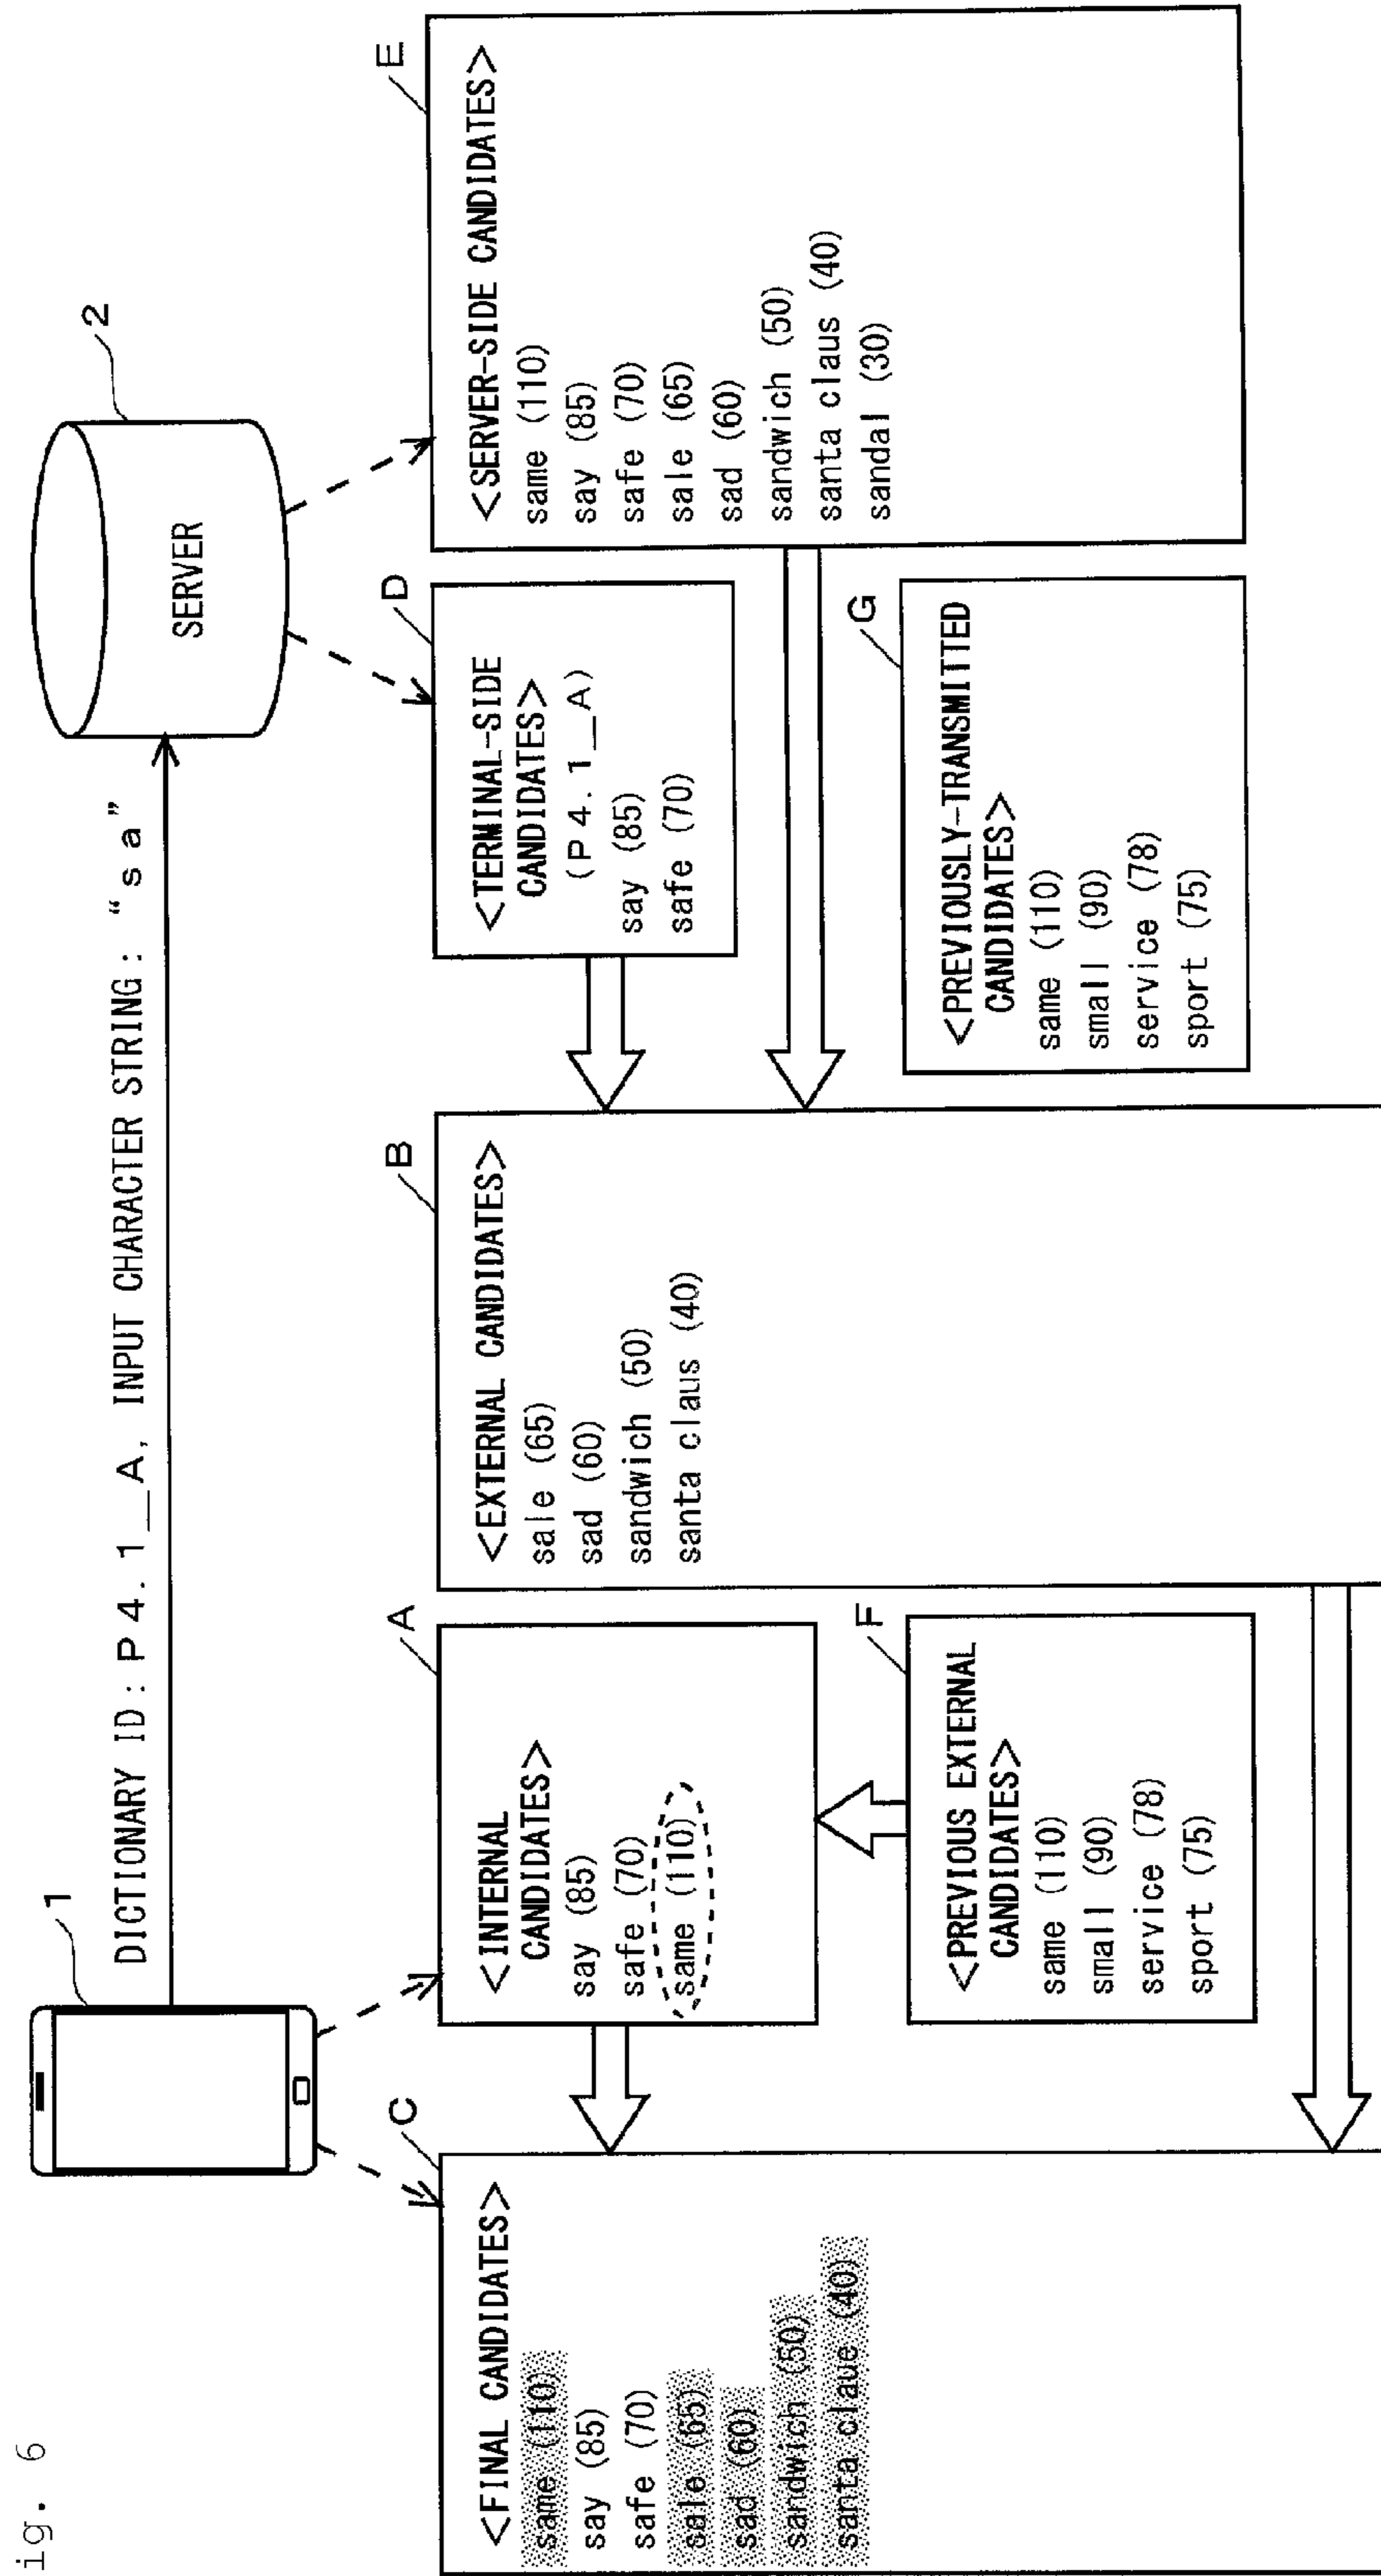 ig. 6
1
DICTIONARY ID : P 4. 1__A, INPUT CHARACTER STRING : “s a”
2
SERVER
C
<FINAL CANDIDATES>
same (110)
say (85)
safe (70)
sale (65)
sad (60)
sandwich (50)
santa claue (40)
A
<INTERNAL
CANDIDATES>
say (85)
safe (70)
same (110)
F
<PREVIOUS EXTERNAL
CANDIDATES>
same (110)
small (90)
service (78)
sport (75)
B
<EXTERNAL CANDIDATES>
sale (65)
sad (60)
sandwich (50)
santa claus (40)
D
<TERMINAL-SIDE
CANDIDATES>
(P 4. 1__A)
say (85)
safe (70)
G
<PREVIOUSLY-TRANSMITTED
CANDIDATES>
same (110)
small (90)
service (78)
sport (75)
E
<SERVER-SIDE CANDIDATES>
same (110)
say (85)
safe (70)
sale (65)
sad (60)
sandwich (50)
santa claus (40)
sandal (30)